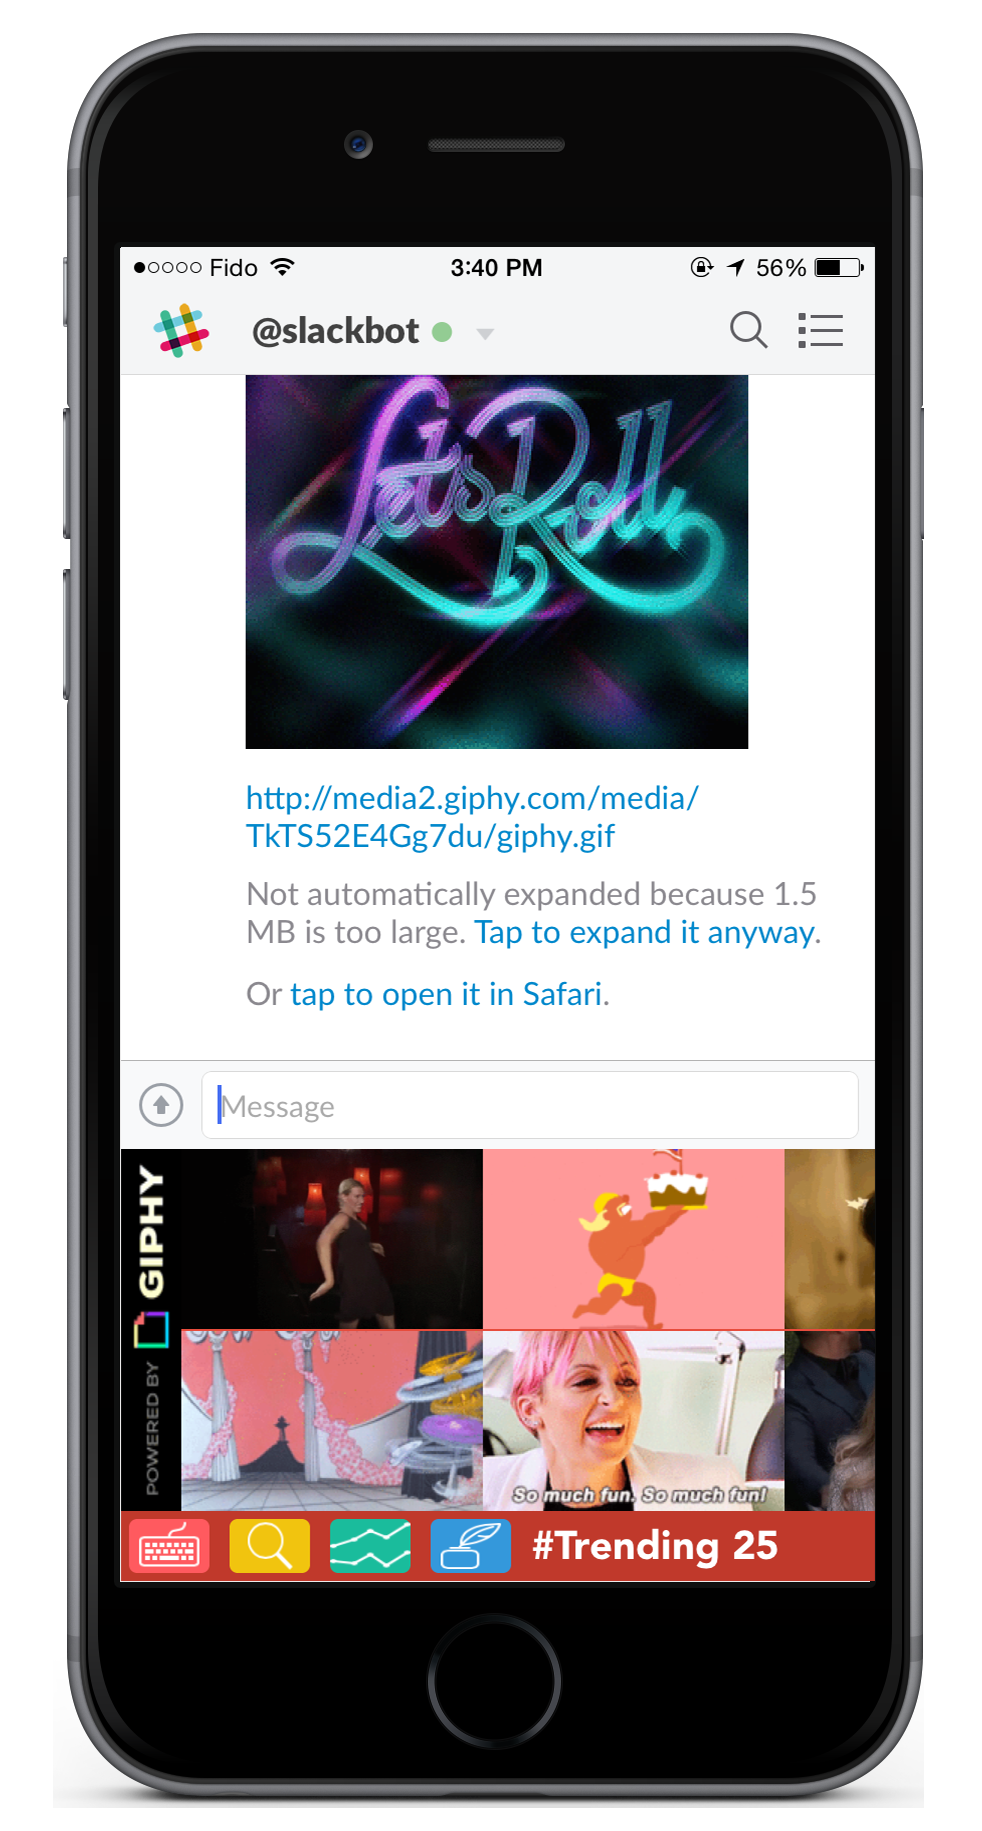 Fido
3:40 PM
56%
@slackbot
Let's Roll
http://media2.giphy.com/media/
TkTS52E4Gg7du/giphy.gif
Not automatically expanded because 1.5
MB is too large. Tap to expand it anyway.
Or tap to open it in Safari.
Message
POWERED BY GIPHY
So much fun. So much fun!
#Trending 25